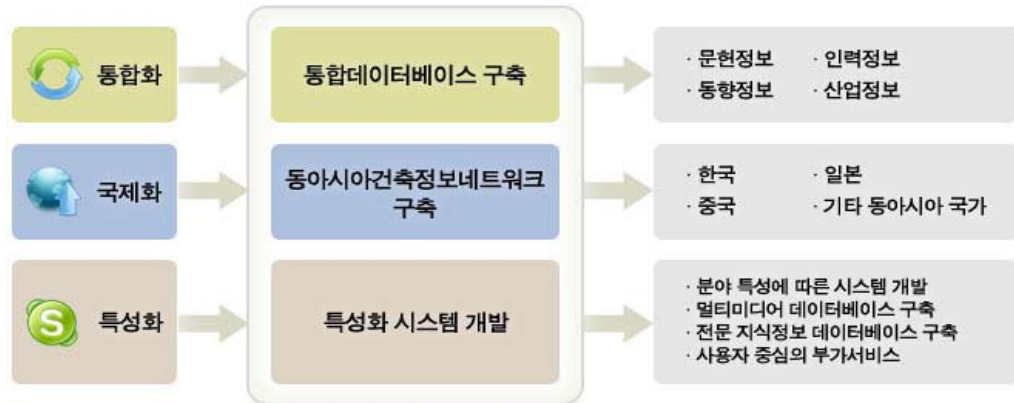 통합화
통합데이터베이스 구축
· 문헌정보 · 인력정보
· 동향정보 · 산업정보
국제화
동아시아건축정보네트워크
구축
· 한국 · 일본
· 중국 · 기타 동아시아 국가
S
특성화
특성화 시스템 개발
· 분야 특성에 따른 시스템 개발
· 멀티미디어 데이터베이스 구축
· 전문 지식정보 데이터베이스 구축
· 사용자 중심의 부가서비스